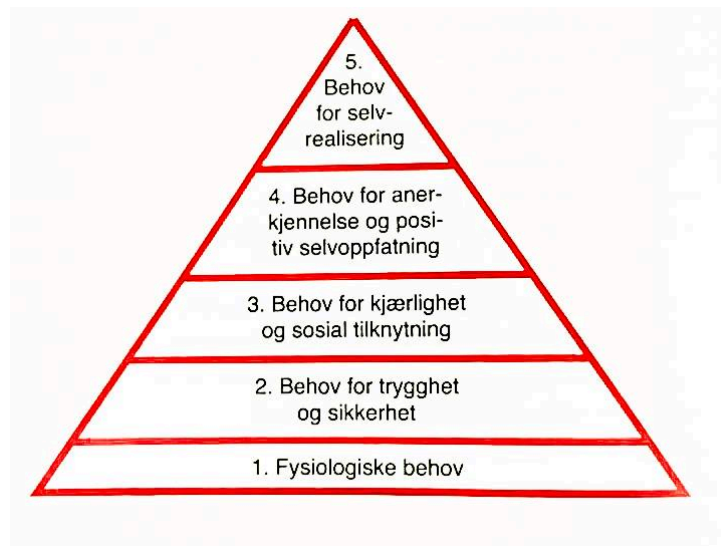 5.
Behov
for selv-
realisering
4. Behov for aner-
kjennelse og posi-
tiv selvoppfatning
3. Behov for kjærlighet
og sosial tilknytning
2. Behov for trygghet
og sikkerhet
1. Fysiologiske behov